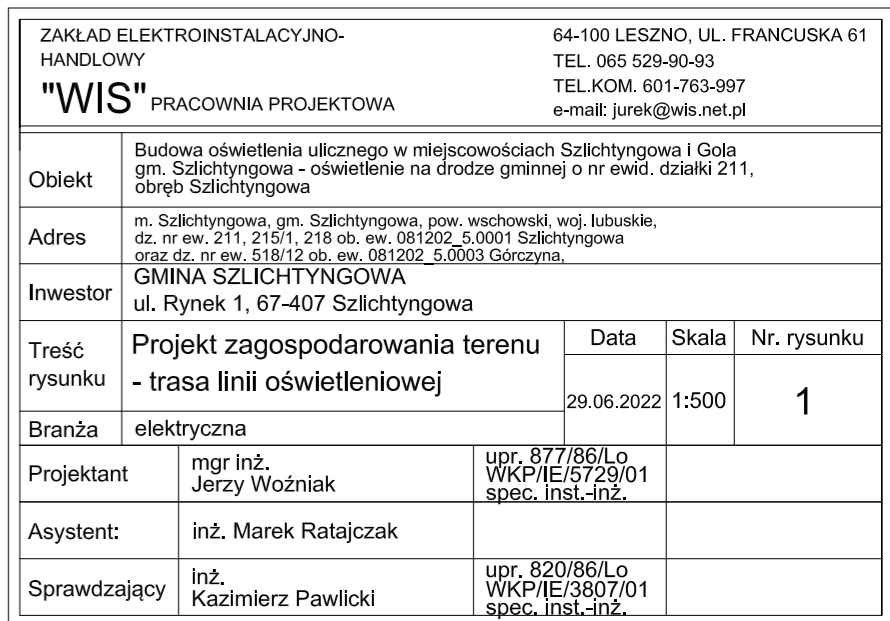 ZAKŁAD ELEKTROINSTALACYJNO-
HANDLOWY
"WIS" PRACOWNIA PROJEKTOWA
64-100 LESZNO, UL. FRANCUSKA 61
TEL. 065 529-90-93
TEL.KOM. 601-763-997
e-mail: jurek@wis.net.pl
Obiekt
Budowa oświetlenia ulicznego w miejscowościach Szlichtyngowa i Gola
gm. Szlichtyngowa - oświetlenie na drodze gminnej o nr ewid. działki 211,
obręb Szlichtyngowa
Adres
m. Szlichtyngowa, gm. Szlichtyngowa, pow. wschowski, woj. lubuskie,
dz. nr ew. 211, 215/1, 218 ob. ew. 081202_5.0001 Szlichtyngowa
oraz dz. nr ew. 518/12 ob. ew. 081202_5.0003 Górczyna,
Inwestor
GMINA SZLICHTYNGOWA
ul. Rynek 1, 67-407 Szlichtyngowa
Treść
rysunku
Projekt zagospodarowania terenu
- trasa linii oświetleniowej
Data
Skala
Nr. rysunku
29.06.2022
1:500
1
Branża
elektryczna
Projektant
mgr inż.
Jerzy Woźniak
upr. 877/86/Lo
WKP/IE/5729/01
spec. inst.-inż.
Asystent:
inż. Marek Ratajczak
Sprawdzający
inż.
Kazimierz Pawlicki
upr. 820/86/Lo
WKP/IE/3807/01
spec. inst.-inż.